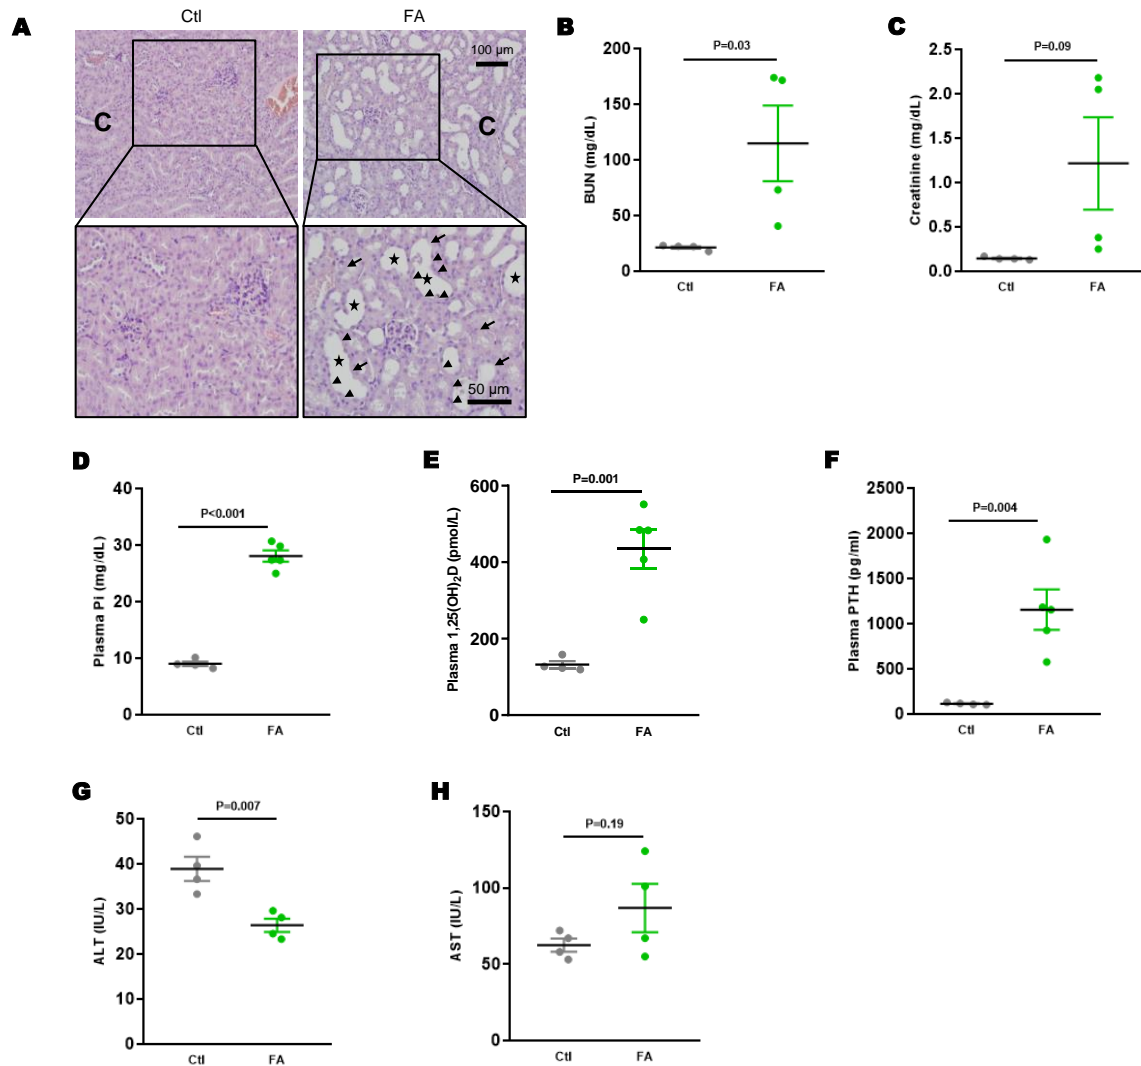 A
Ctl
FA
100 µm
C
C
50 µm
B
P=0.03
BUN (mg/dL)
200
150
100
50
0
Ctl
FA
C
P=0.09
Creatinine (mg/dL)
2.5
2.0
1.5
1.0
0.5
0.0
Ctl
FA
D
P<0.001
Plasma Pi (mg/dL)
40
30
20
10
0
Ctl
FA
E
P=0.001
Plasma 1,25(OH)₂D (pmol/L)
600
400
200
0
Ctl
FA
F
P=0.004
Plasma PTH (pg/ml)
2500
2000
1500
1000
500
0
Ctl
FA
G
P=0.007
ALT (IU/L)
50
40
30
20
10
0
Ctl
FA
H
P=0.19
AST (IU/L)
150
100
50
0
Ctl
FA